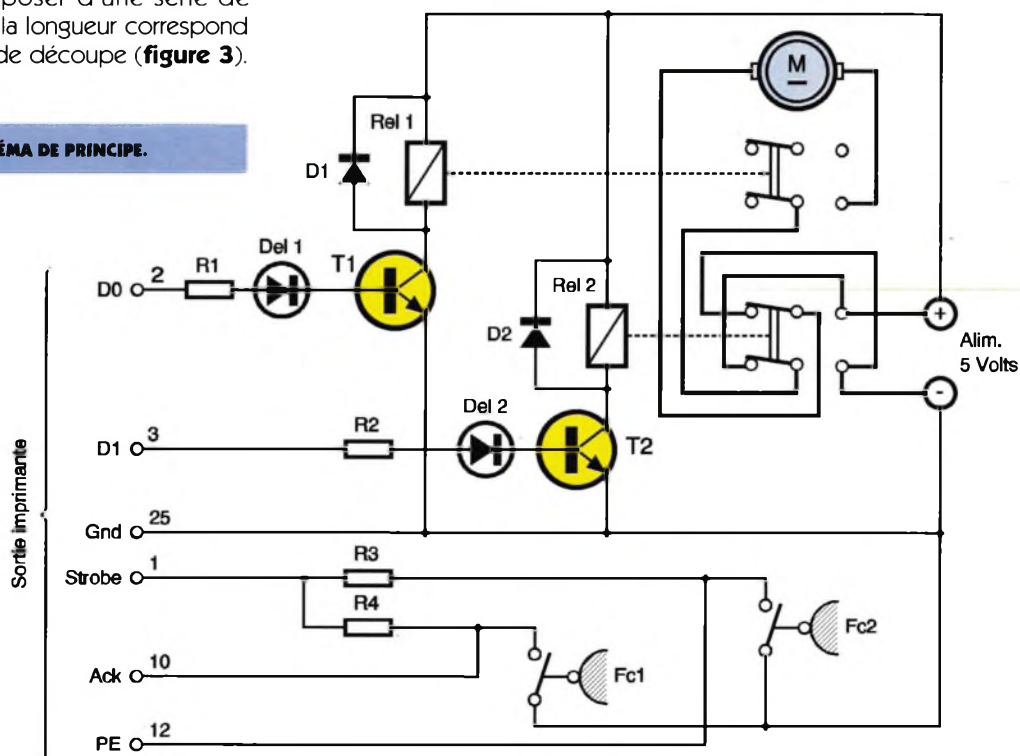 poser d'une série de
la longueur correspond
de découpe (figure 3).
ÉMA DE PRINCIPE.
Rel 1
D1
M
Del 1
D0 2 R1
T1
Rel 2
D2
+
Alim.
5 Volts
-
Del 2
D1 3
R2
T2
Sortie imprimante
Gnd 25
Strobe 1
R3
R4
Fc2
Ack 10
Fc1
PE 12